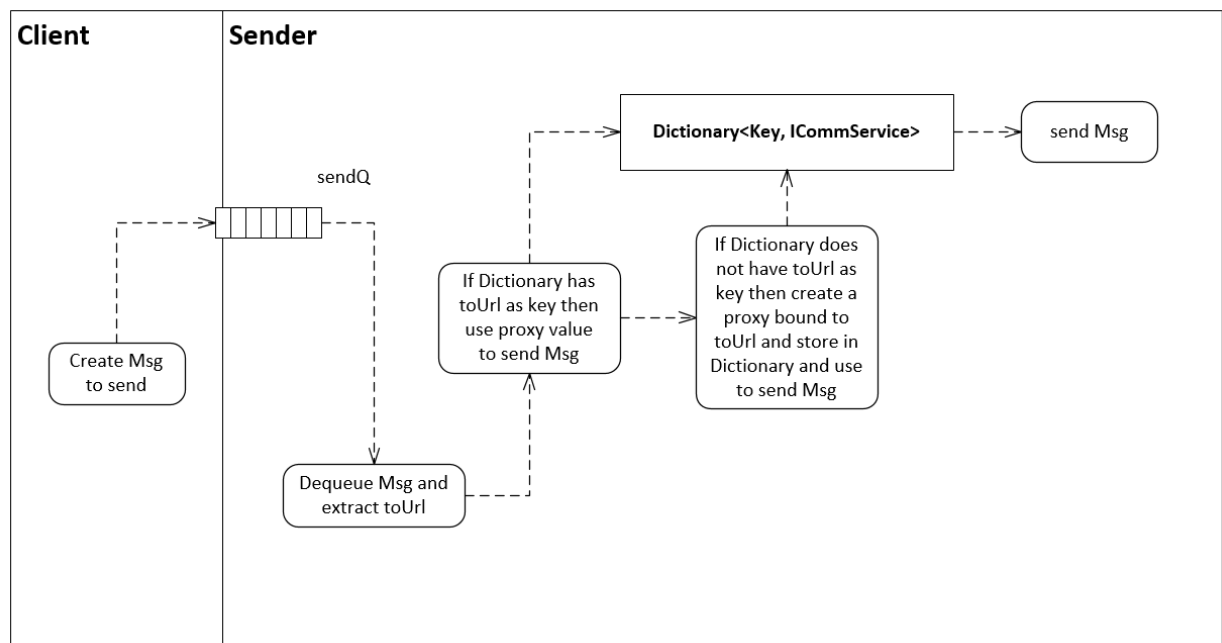 Client
Sender
Dictionary<Key, ICommService>
send Msg
sendQ
If Dictionary has
toUrl as key then
use proxy value
to send Msg
If Dictionary does
not have toUrl as
key then create a
proxy bound to
toUrl and store in
Dictionary and use
to send Msg
Create Msg
to send
Dequeue Msg and
extract toUrl